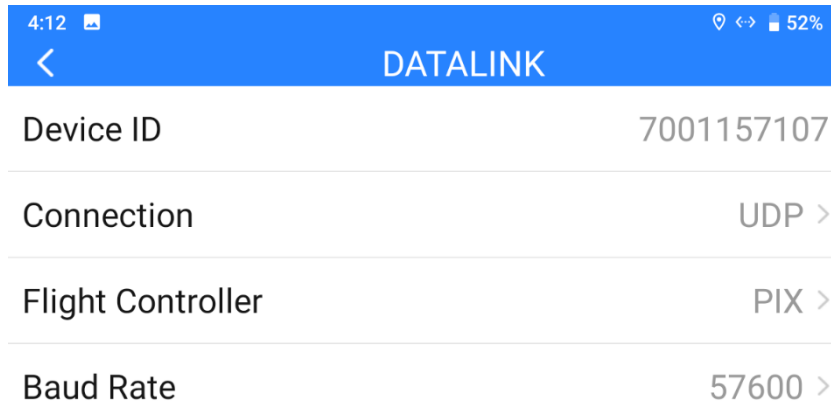 4:12 52%
DATALINK
Device ID 7001157107
Connection UDP
Flight Controller PIX
Baud Rate 57600